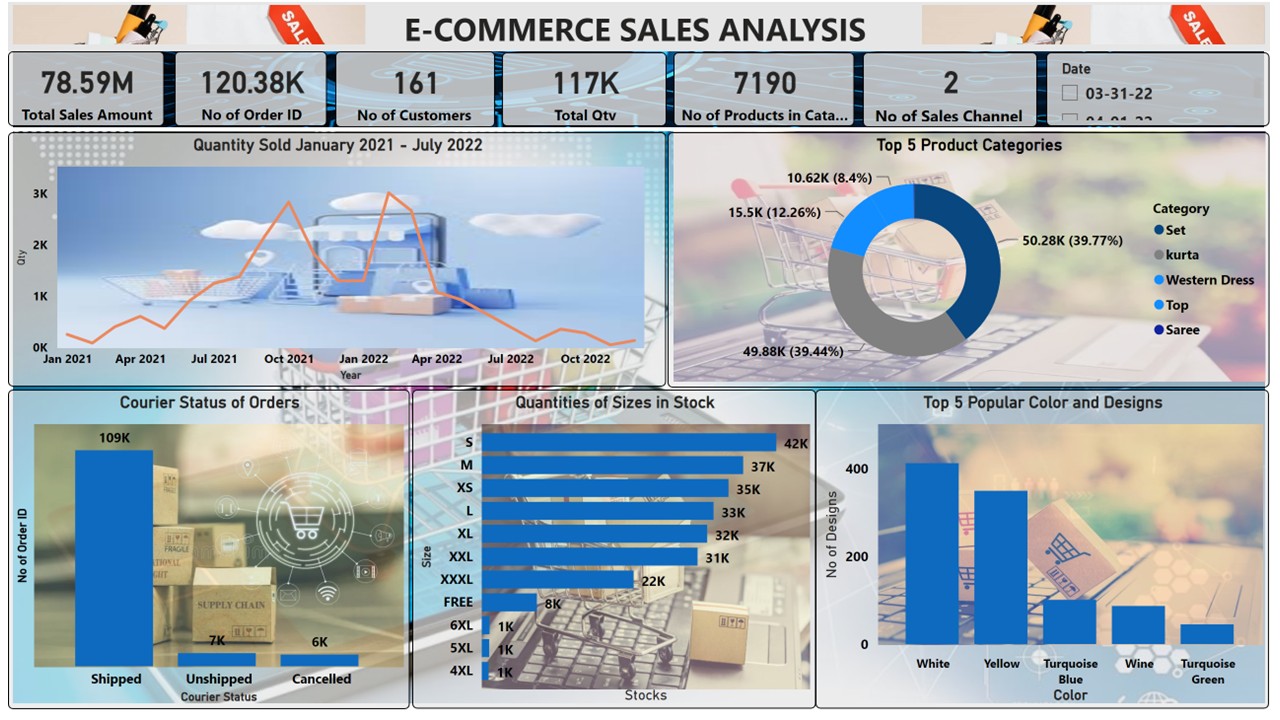 E-COMMERCE SALES ANALYSIS
SALE
SALE
78.59M
Total Sales Amount
120.38K
No of Order ID
161
No of Customers
117K
Total Qty
7190
No of Products in Cata...
2
No of Sales Channel
Date
03-31-22
04-01-22
Quantity Sold January 2021 - July 2022
3K
2K
1K
0K
Qty
Jan 2021 Apr 2021 Jul 2021 Oct 2021 Jan 2022 Apr 2022 Jul 2022 Oct 2022
Year
Top 5 Product Categories
10.62K (8.4%)
15.5K (12.26%)
50.28K (39.77%)
49.88K (39.44%)
Category
Set
kurta
Western Dress
Top
Saree
Courier Status of Orders
No of Order ID
109K
7K
6K
FRAGILE
SUPPLY CHAIN
Shipped Unshipped Cancelled
Courier Status
Quantities of Sizes in Stock
Size
S 42K
M 37K
XS 35K
L 33K
XL 32K
XXL 31K
XXXL 22K
FREE 8K
6XL 1K
5XL 1K
4XL 1K
Stocks
Top 5 Popular Color and Designs
No of Designs
400
200
0
White Yellow Turquoise Blue Wine Turquoise Green
Color